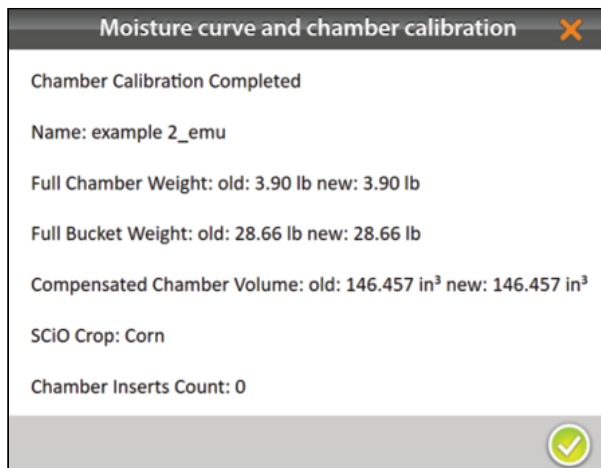 Moisture curve and chamber calibration
Chamber Calibration Completed
Name: example 2_emu
Full Chamber Weight: old: 3.90 lb new: 3.90 lb
Full Bucket Weight: old: 28.66 lb new: 28.66 lb
Compensated Chamber Volume: old: 146.457 in³ new: 146.457 in³
SCiO Crop: Corn
Chamber Inserts Count: 0